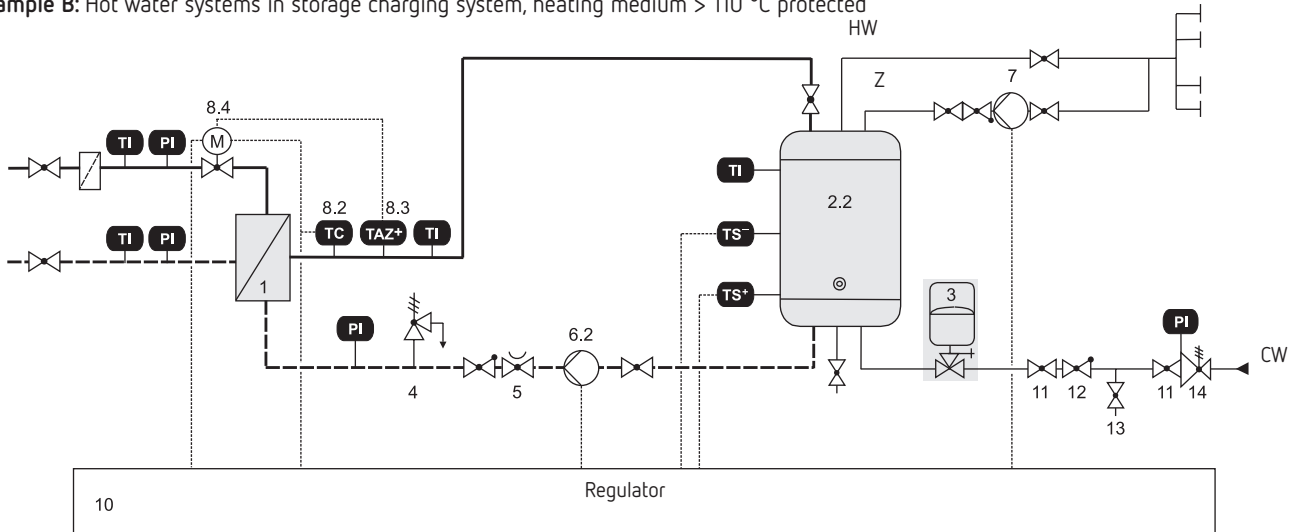 ample B: Hot water systems in storage charging system, heating medium > 110 °C protected
HW
Z
7
8.4
M
TI
PI
TI
2.2
8.2
8.3
TC
TAZ+
TI
TI
PI
1
TS−
TS+
3
PI
PI
CW
6.2
4
5
11
12
11
14
13
Regulator
10